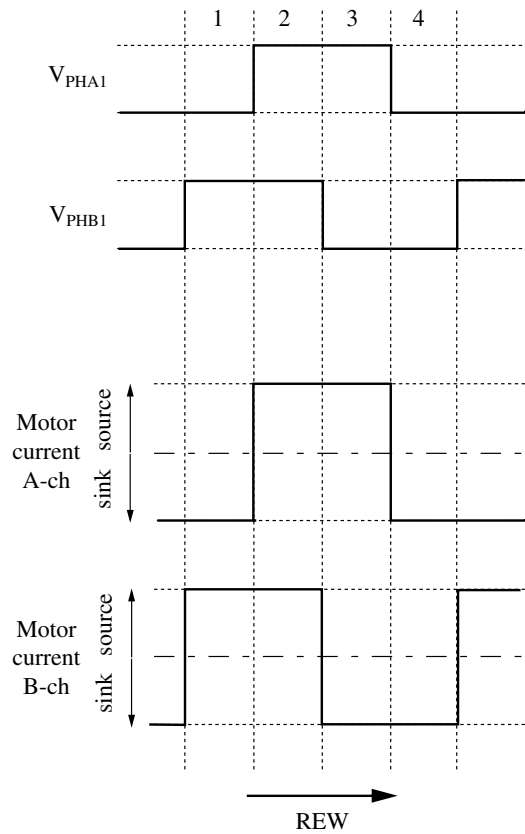 1 2 3 4
VPHA1
VPHB1
Motor
current
A-ch
sink source
Motor
current
B-ch
sink source
REW